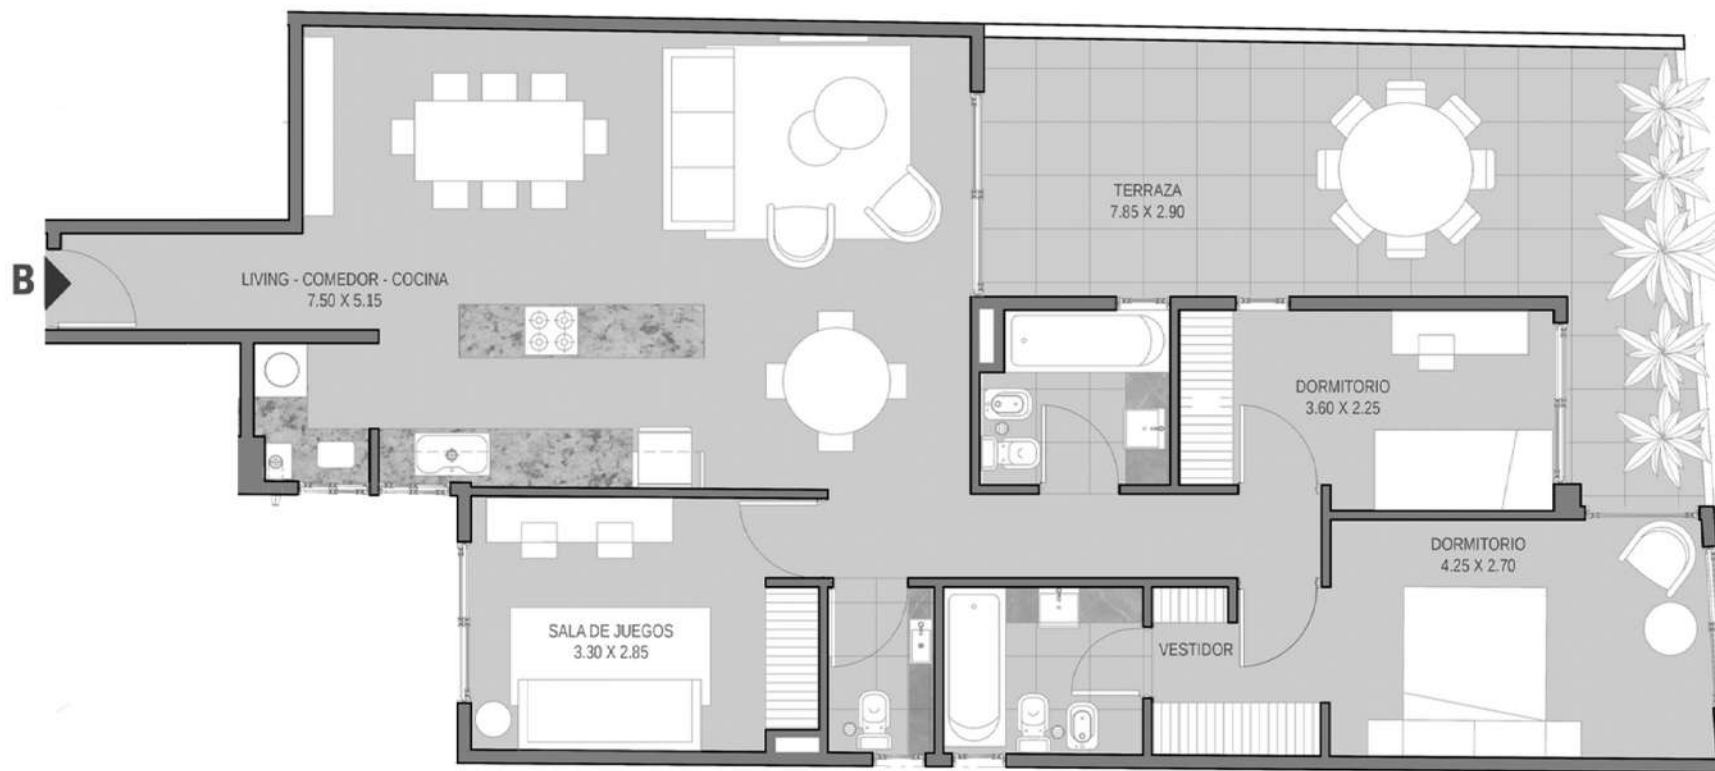 TERRAZA
7.85 X 2.90
B
LIVING - COMEDOR - COCINA
7.50 X 5.15
DORMITORIO
3.60 X 2.25
DORMITORIO
4.25 X 2.70
SALA DE JUEGOS
3.30 X 2.85
VESTIDOR